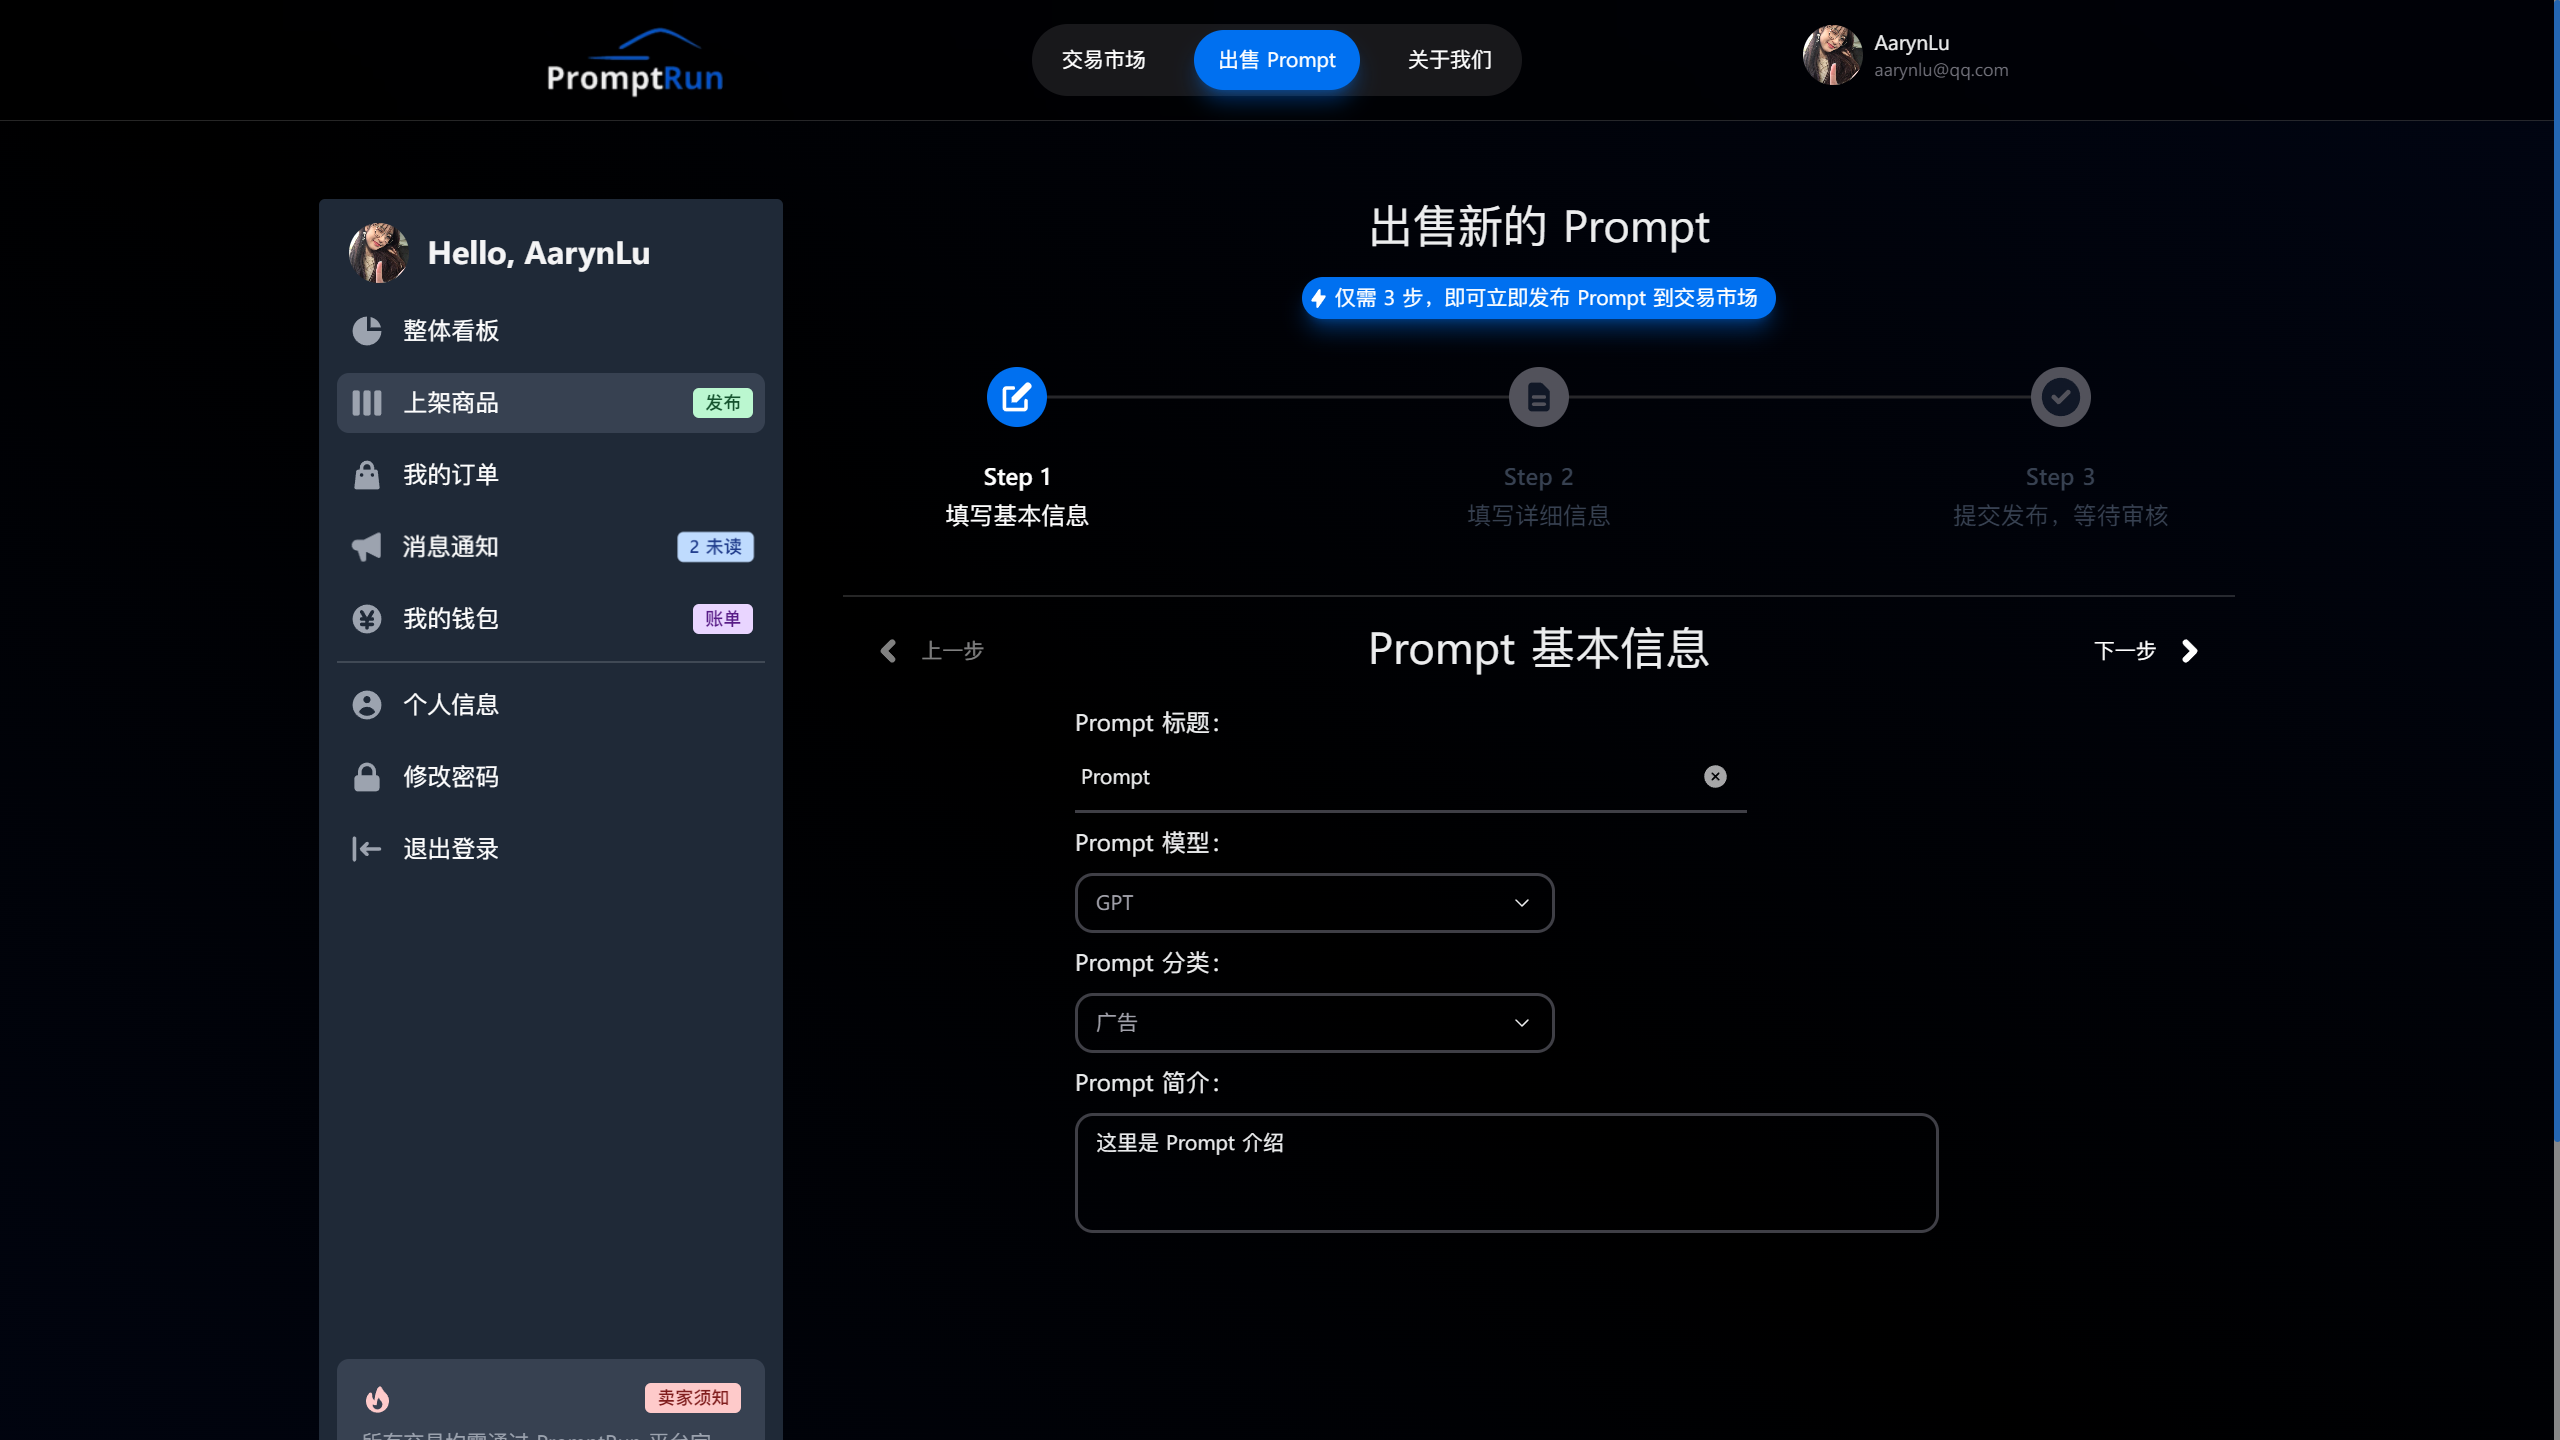 PromptRun
交易市场
出售 Prompt
关于我们
AarynLu
aarynlu@qq.com
Hello, AarynLu
整体看板
上架商品
发布
我的订单
消息通知
2 未读
我的钱包
账单
个人信息
修改密码
退出登录
卖家须知
出售新的 Prompt
仅需 3 步，即可立即发布 Prompt 到交易市场
Step 1
填写基本信息
Step 2
填写详细信息
Step 3
提交发布，等待审核
上一步
Prompt 基本信息
下一步
Prompt 标题：
Prompt
Prompt 模型：
GPT
Prompt 分类：
广告
Prompt 简介：
这里是 Prompt 介绍